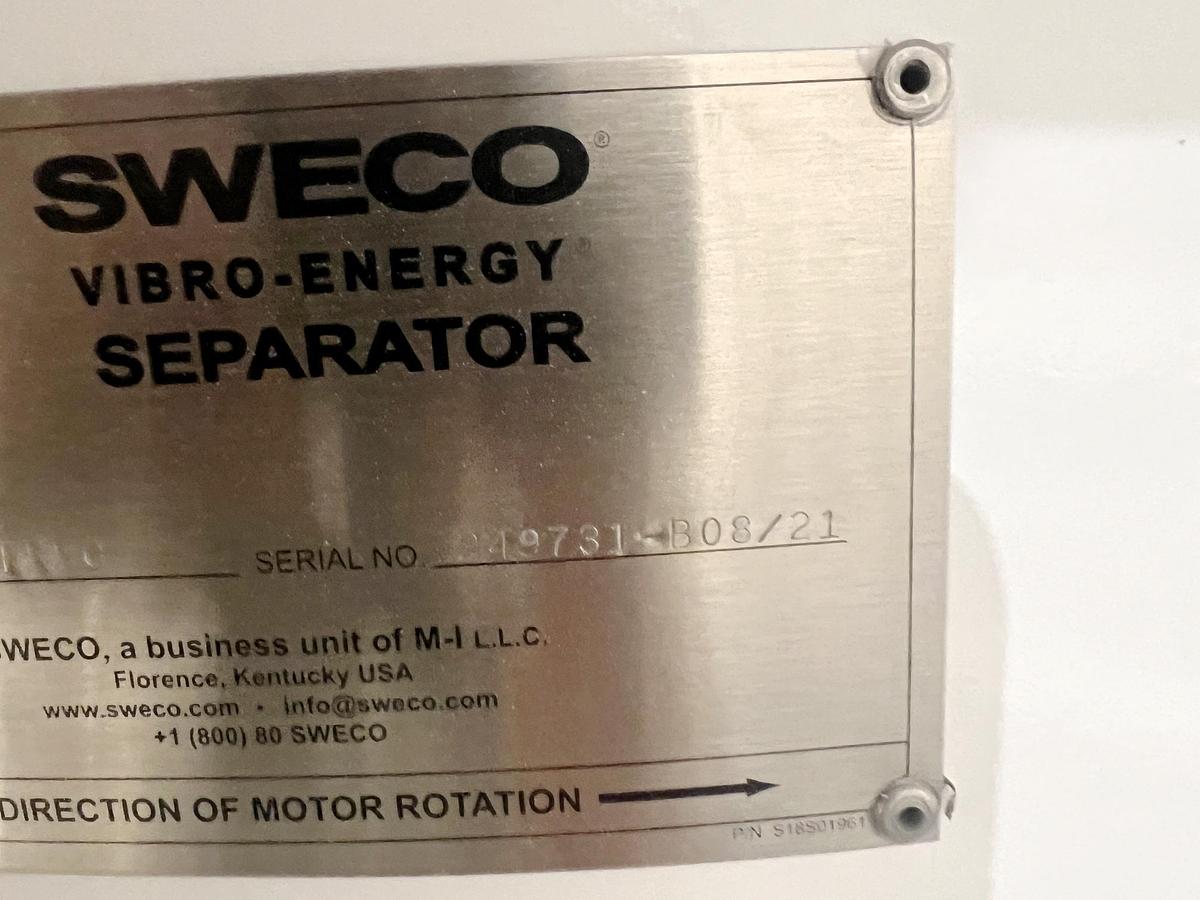 SWECO®
VIBRO-ENERGY®
SEPARATOR
SERIAL NO. 249731-B08/21
SWECO, a business unit of M-I L.L.C.
Florence, Kentucky USA
www.sweco.com • info@sweco.com
+1 (800) 80 SWECO
DIRECTION OF MOTOR ROTATION
P/N S18S01961